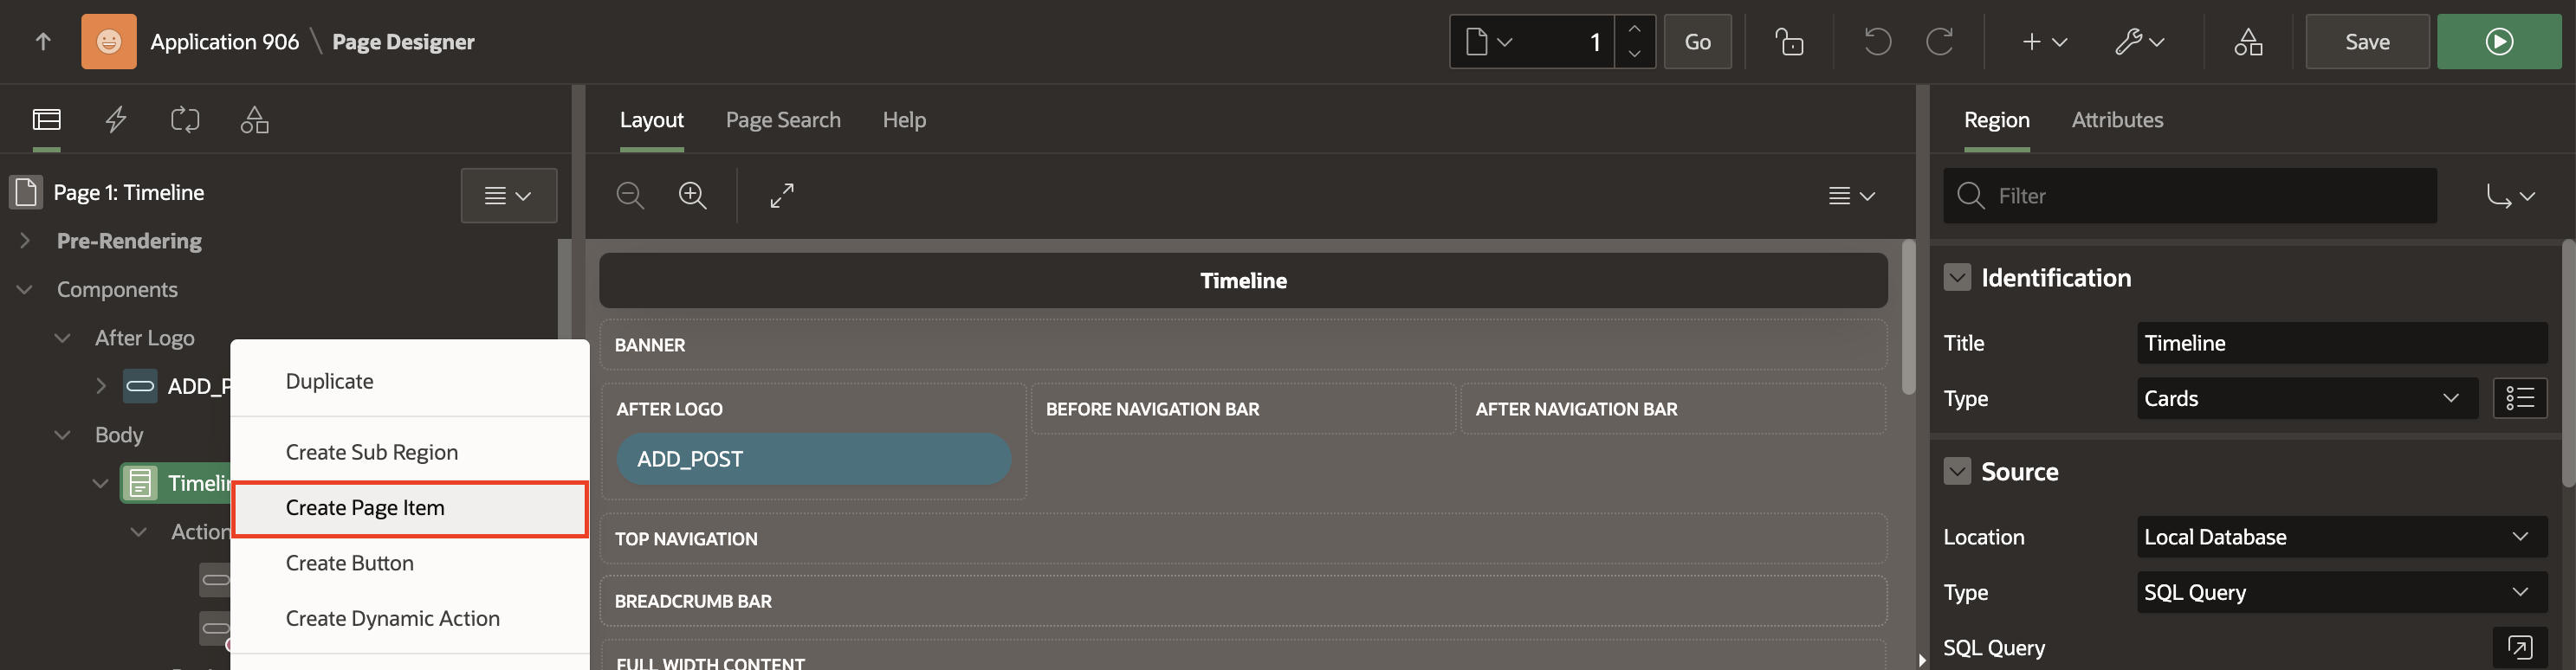 Application 906 \ Page Designer
1
Go
Save
Layout
Page Search
Help
Region
Attributes
Page 1: Timeline
Filter
Pre-Rendering
Components
After Logo
ADD_P
Body
Timelin
Action
Duplicate
Create Sub Region
Create Page Item
Create Button
Create Dynamic Action
Timeline
BANNER
AFTER LOGO
BEFORE NAVIGATION BAR
AFTER NAVIGATION BAR
ADD_POST
TOP NAVIGATION
BREADCRUMB BAR
FULL WIDTH CONTENT
Identification
Title
Timeline
Type
Cards
Source
Location
Local Database
Type
SQL Query
SQL Query